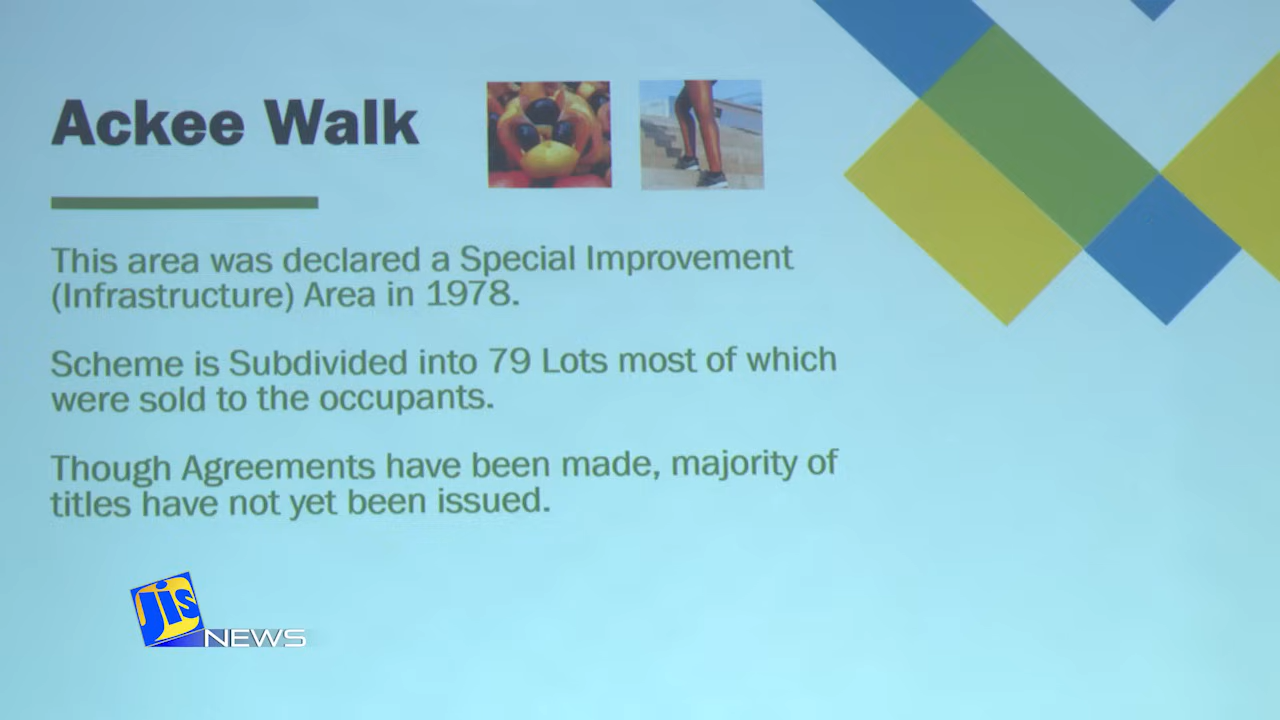 Ackee Walk
This area was declared a Special Improvement
(Infrastructure) Area in 1978.
Scheme is Subdivided into 79 Lots most of which
were sold to the occupants.
Though Agreements have been made, majority of
titles have not yet been issued.
Jis
NEWS